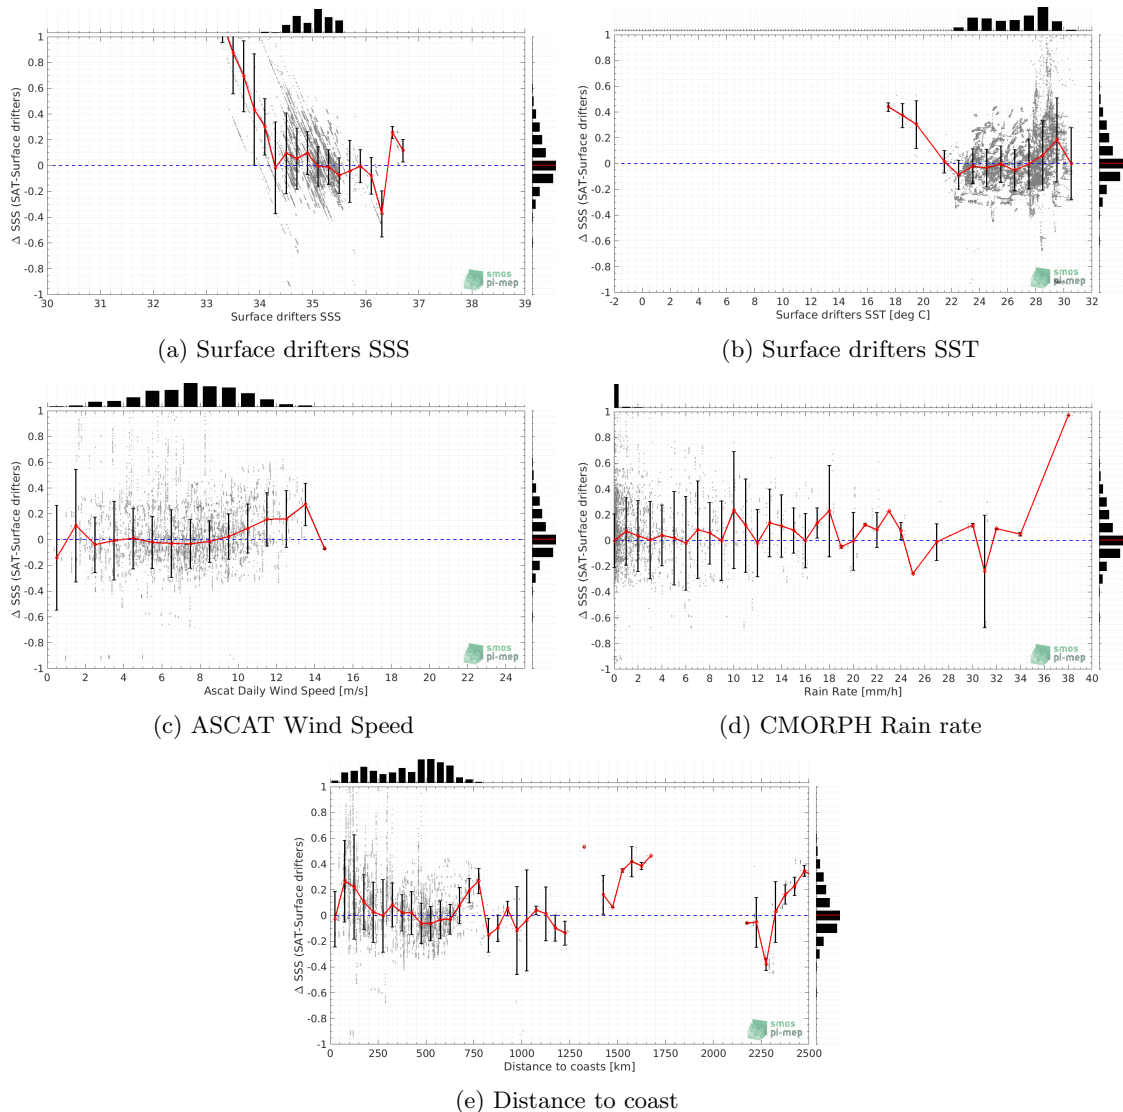 1
0.8
0.6
0.4
0.2
0
-0.2
-0.4
-0.6
-0.8
-1
Δ SSS (SAT-Surface drifters)
30 31 32 33 34 35 36 37 38 39
Surface drifters SSS
smos
pi-mep
(a) Surface drifters SSS
1
0.8
0.6
0.4
0.2
0
-0.2
-0.4
-0.6
-0.8
-1
Δ SSS (SAT-Surface drifters)
-2 0 2 4 6 8 10 12 14 16 18 20 22 24 26 28 30 32
Surface drifters SST [deg C]
smos
pi-mep
(b) Surface drifters SST
1
0.8
0.6
0.4
0.2
0
-0.2
-0.4
-0.6
-0.8
-1
Δ SSS (SAT-Surface drifters)
0 2 4 6 8 10 12 14 16 18 20 22 24
Ascat Daily Wind Speed [m/s]
smos
pi-mep
(c) ASCAT Wind Speed
1
0.8
0.6
0.4
0.2
0
0.2
0.4
0.6
0.8
1
Δ SSS (SAT-Surface drifters)
0 2 4 6 8 10 12 14 16 18 20 22 24 26 28 30 32 34 36 38 40
Rain Rate [mm/h]
smos
pi-mep
(d) CMORPH Rain rate
1
0.8
0.6
0.4
0.2
0
-0.2
-0.4
-0.6
-0.8
-1
Δ SSS (SAT-Surface drifters)
0 250 500 750 1000 1250 1500 1750 2000 2250 2500
Distance to coasts [km]
smos
pi-mep
(e) Distance to coast